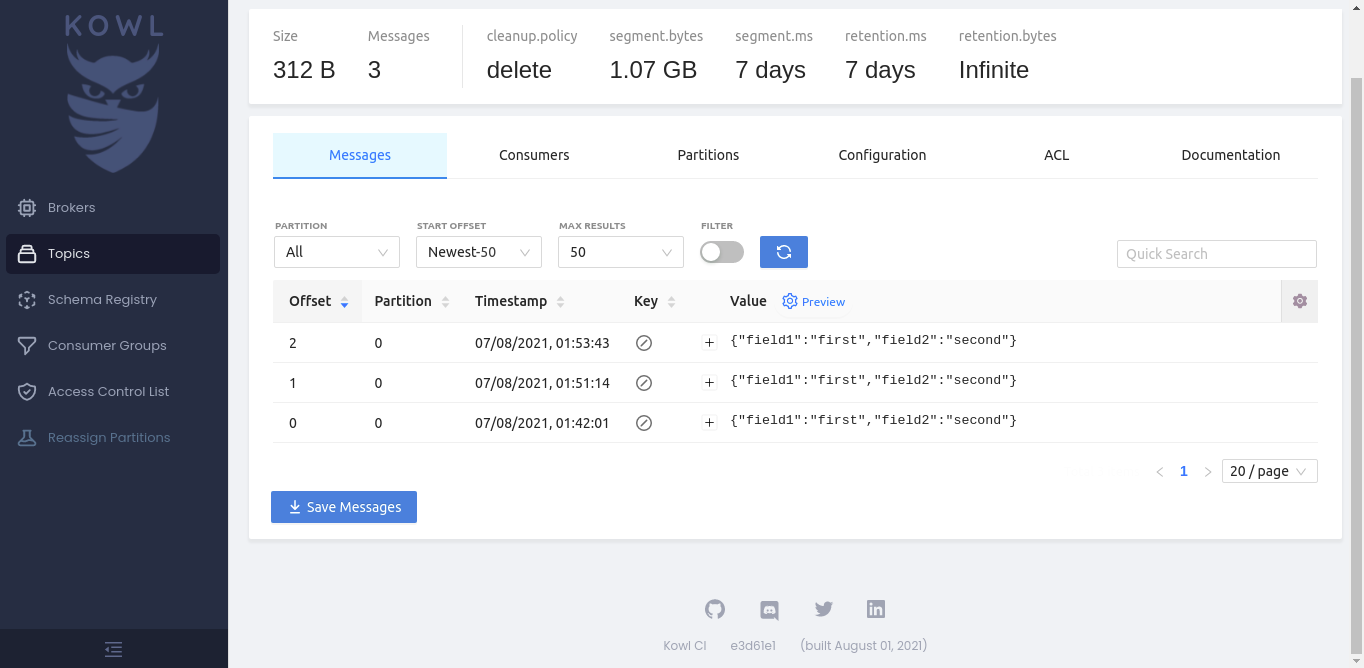 KOWL
Brokers
Topics
Schema Registry
Consumer Groups
Access Control List
Reassign Partitions
Size Messages cleanup.policy segment.bytes segment.ms retention.ms retention.bytes
312 B 3 delete 1.07 GB 7 days 7 days Infinite
Messages Consumers Partitions Configuration ACL Documentation
PARTITION START OFFSET MAX RESULTS FILTER
All Newest-50 50 Quick Search
Offset Partition Timestamp Key Value Preview
2 0 07/08/2021, 01:53:43 + {"field1":"first","field2":"second"}
1 0 07/08/2021, 01:51:14 + {"field1":"first","field2":"second"}
0 0 07/08/2021, 01:42:01 + {"field1":"first","field2":"second"}
< 1 > 20 / page
Save Messages
Kowl CI e3d61e1 (built August 01, 2021)